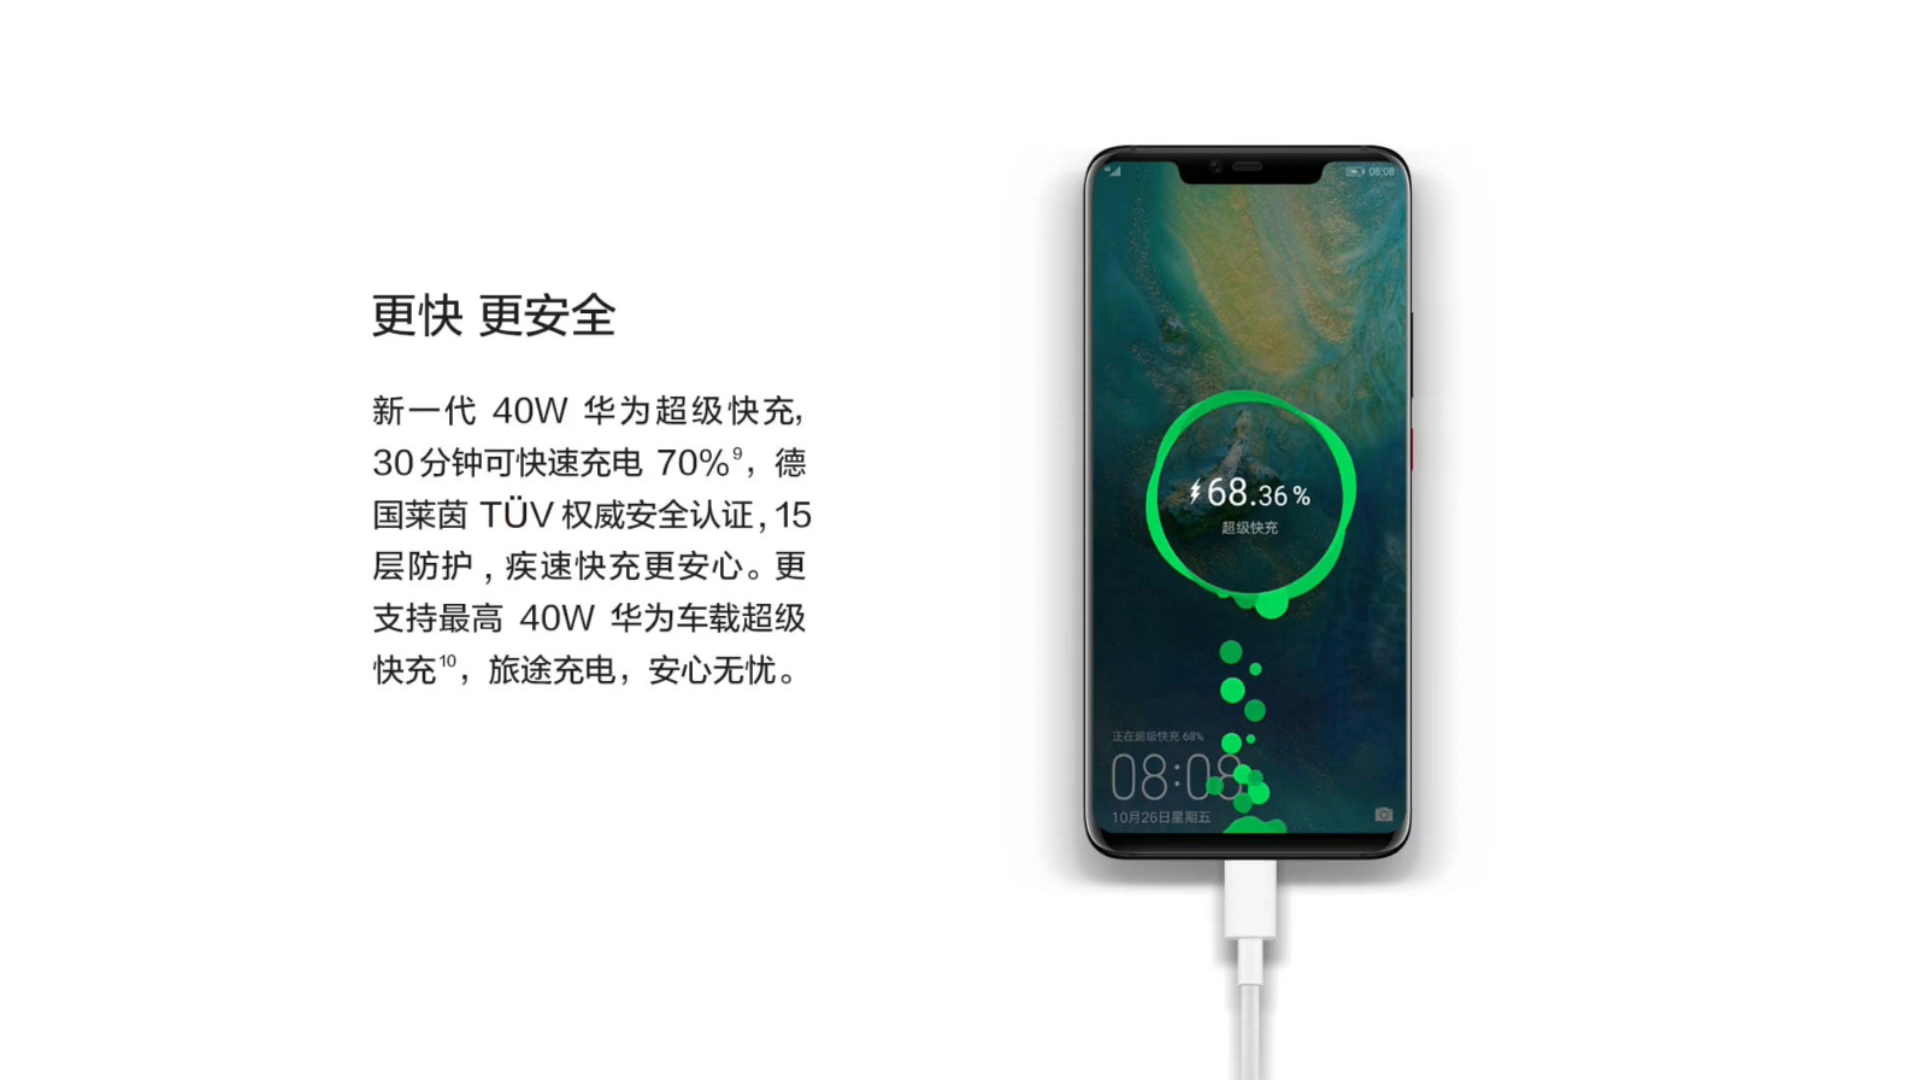 更快 更安全
新一代 40W 华为超级快充,
30分钟可快速充电 70%⁹，德
国莱茵 TÜV 权威安全认证，15
层防护，疾速快充更安心。更
支持最高 40W 华为车载超级
快充¹⁰，旅途充电，安心无忧。
08:08
68.36%
超级快充
正在超级快充 68%
08:08
10月26日星期五